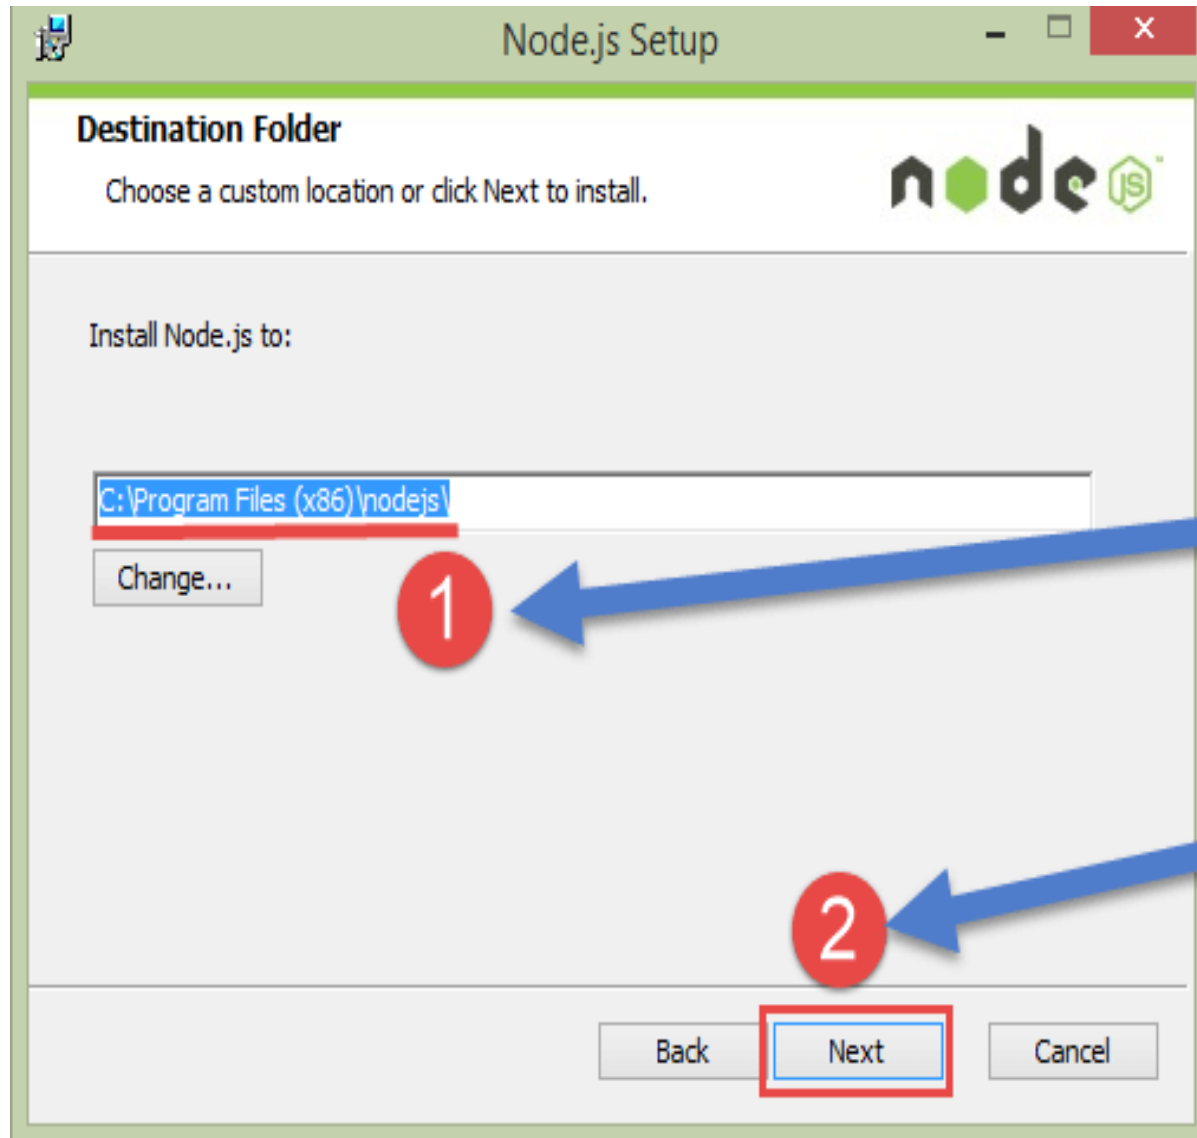 Node.js Setup
Destination Folder
Choose a custom location or click Next to install.
node JS
Install Node.js to:
C:\Program Files (x86)\nodejs\
Change...
1
2
Back Next Cancel